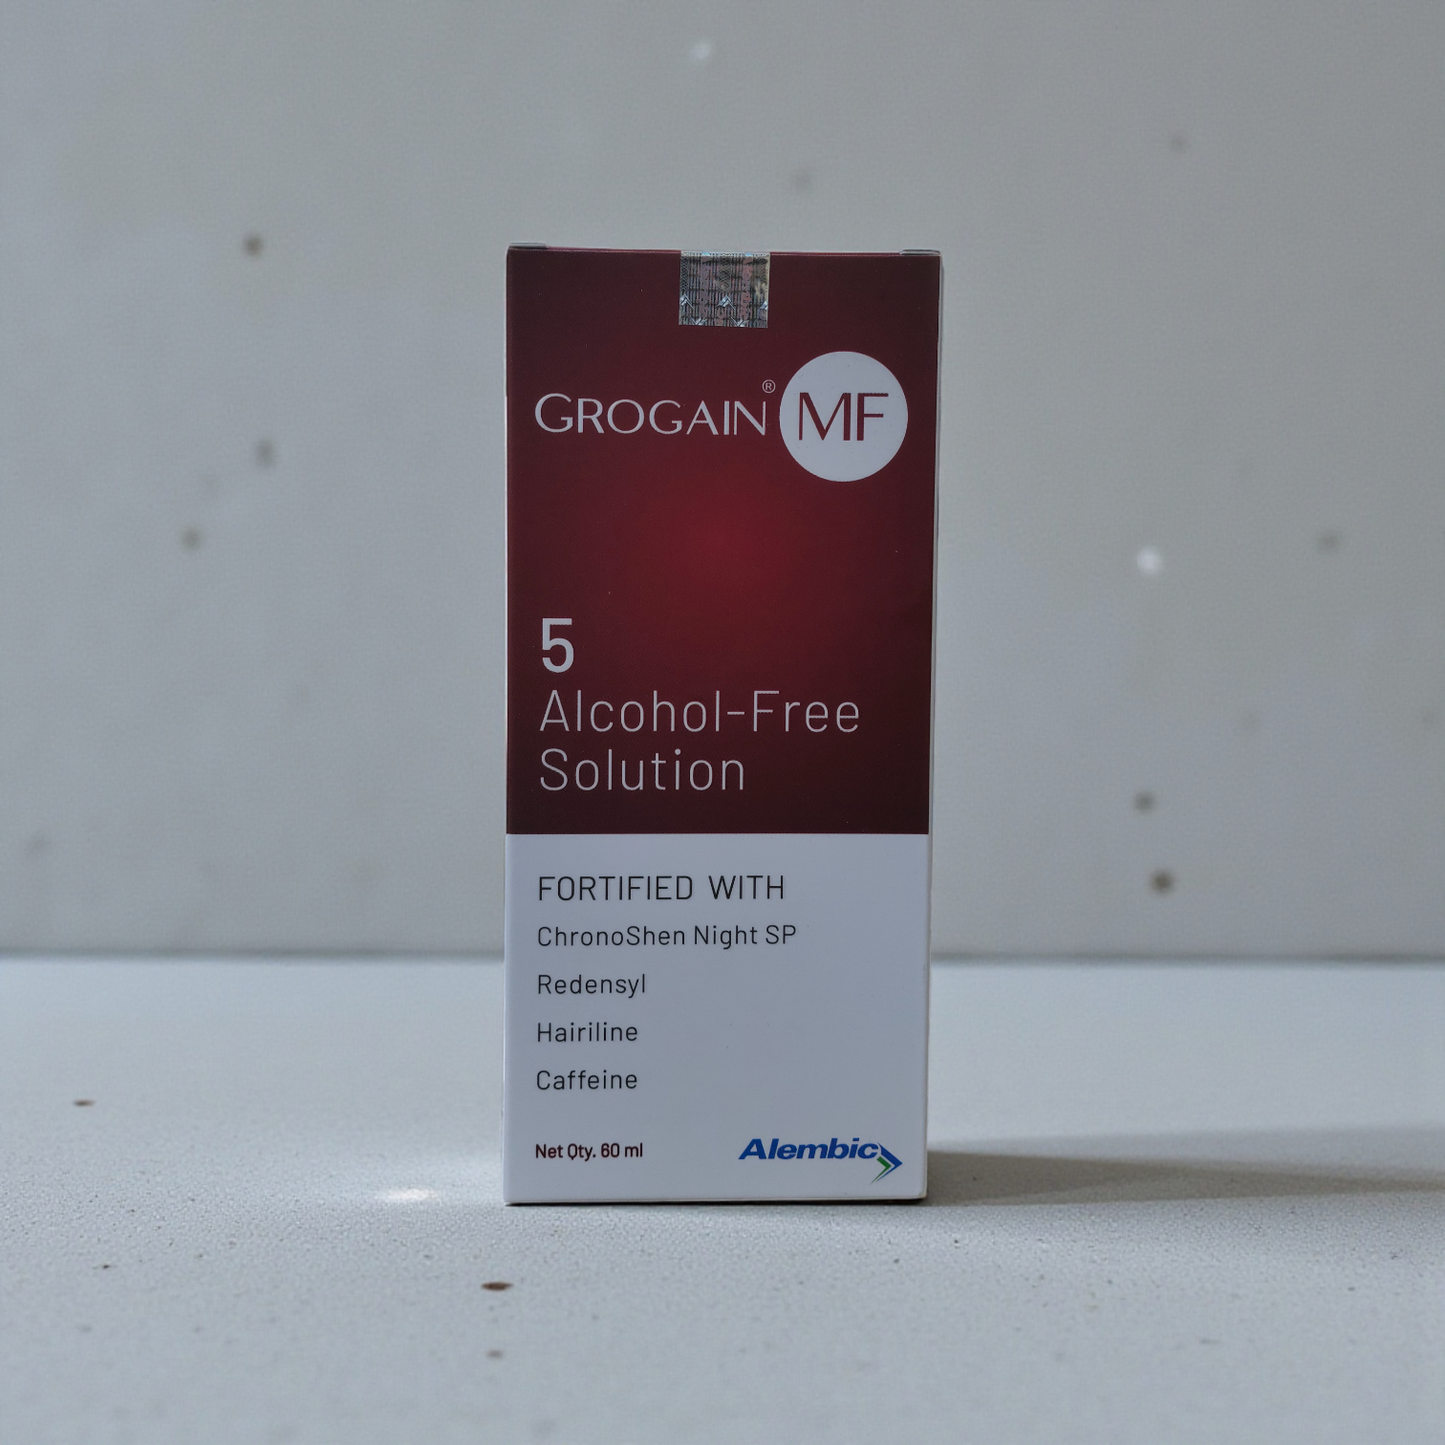 GROGAIN® MF
5
Alcohol-Free
Solution
FORTIFIED WITH
ChronoShen Night SP
Redensyl
Hairiline
Caffeine
Net Qty. 60 ml
Alembic